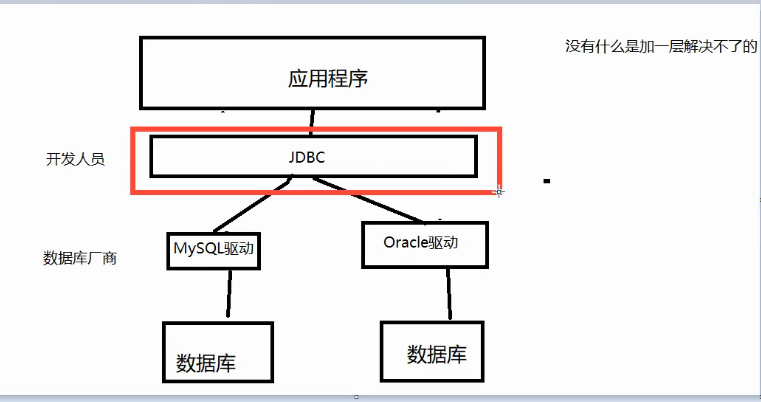 没有什么是加一层解决不了的
应用程序
开发人员
JDBC
数据库厂商
MySQL驱动
Oracle驱动
数据库
数据库